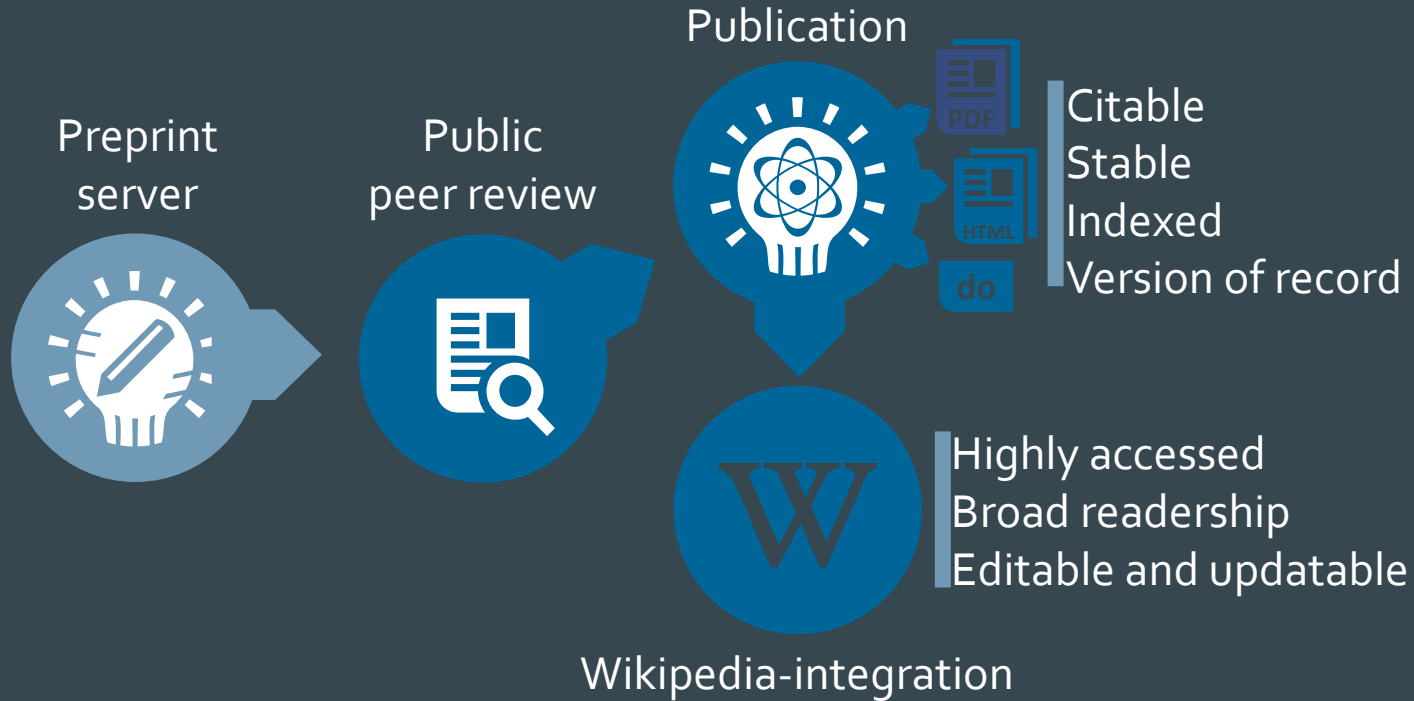 Publication
Preprint
server
Public
peer review
PDF
HTML
do
Citable
Stable
Indexed
Version of record
W
Highly accessed
Broad readership
Editable and updatable
Wikipedia-integration